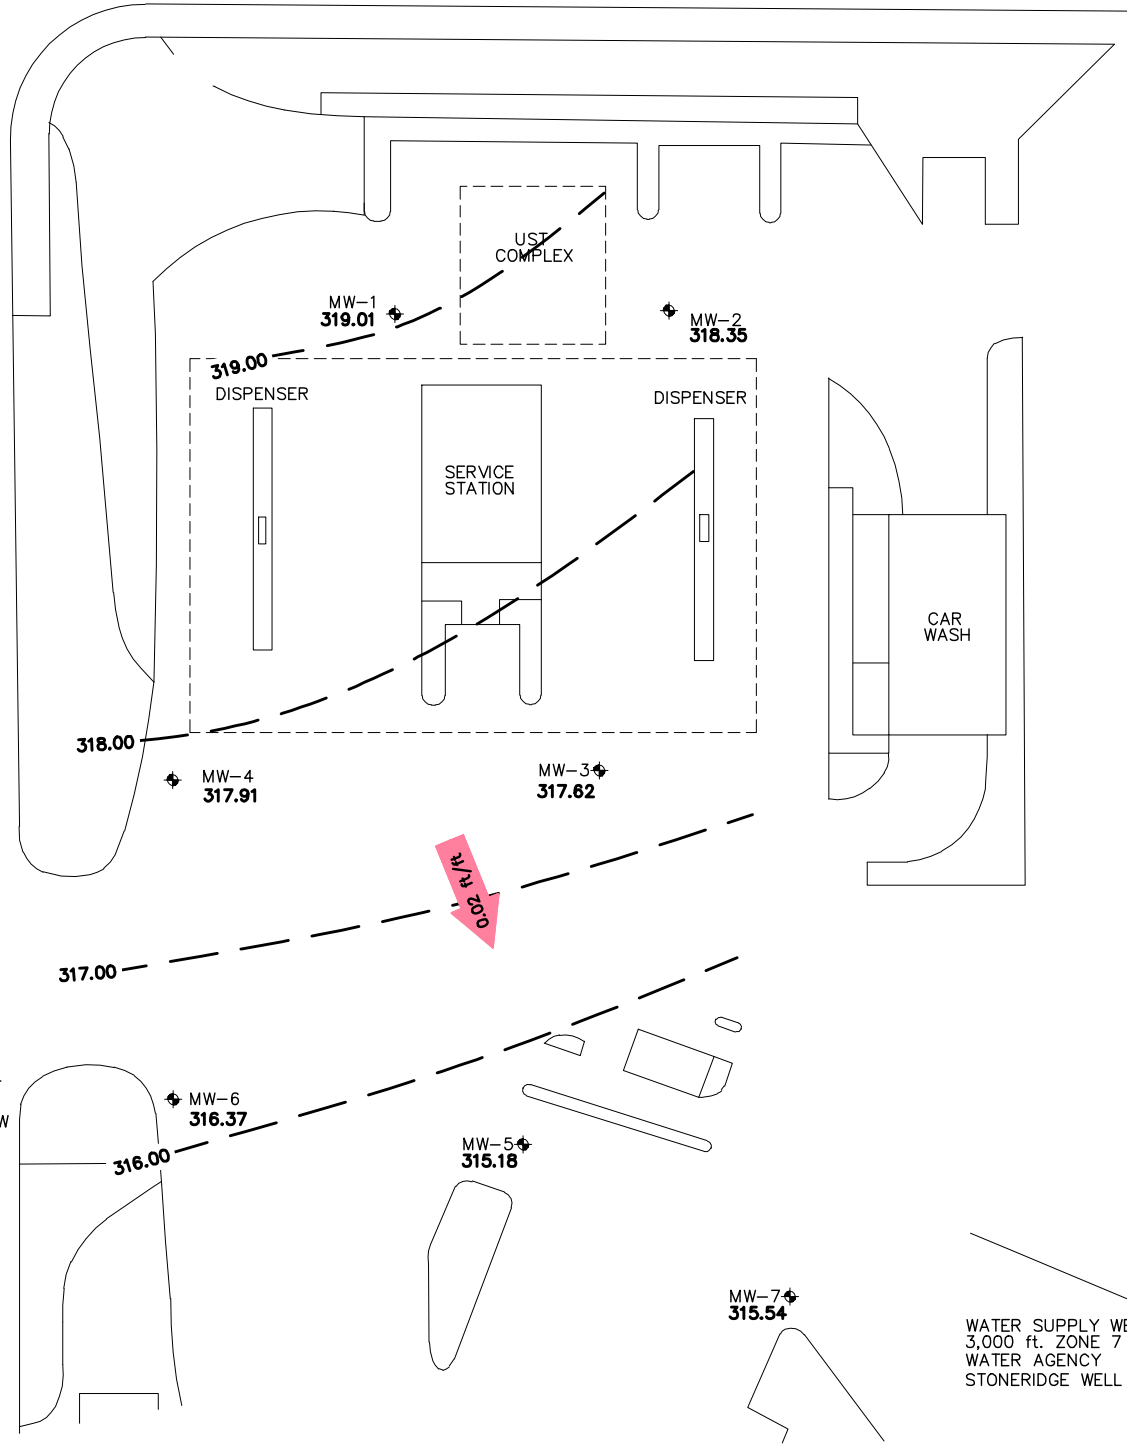 UST
COMPLEX
MW-1
319.01
MW-2
318.35
319.00
DISPENSER
DISPENSER
SERVICE
STATION
CAR
WASH
318.00
MW-4
317.91
MW-3
317.62
0.02 ft/ft
317.00
MW-6
316.37
W
316.00
MW-5
315.18
MW-7
315.54
WATER SUPPLY WE
3,000 ft. ZONE 7
WATER AGENCY
STONERIDGE WELL